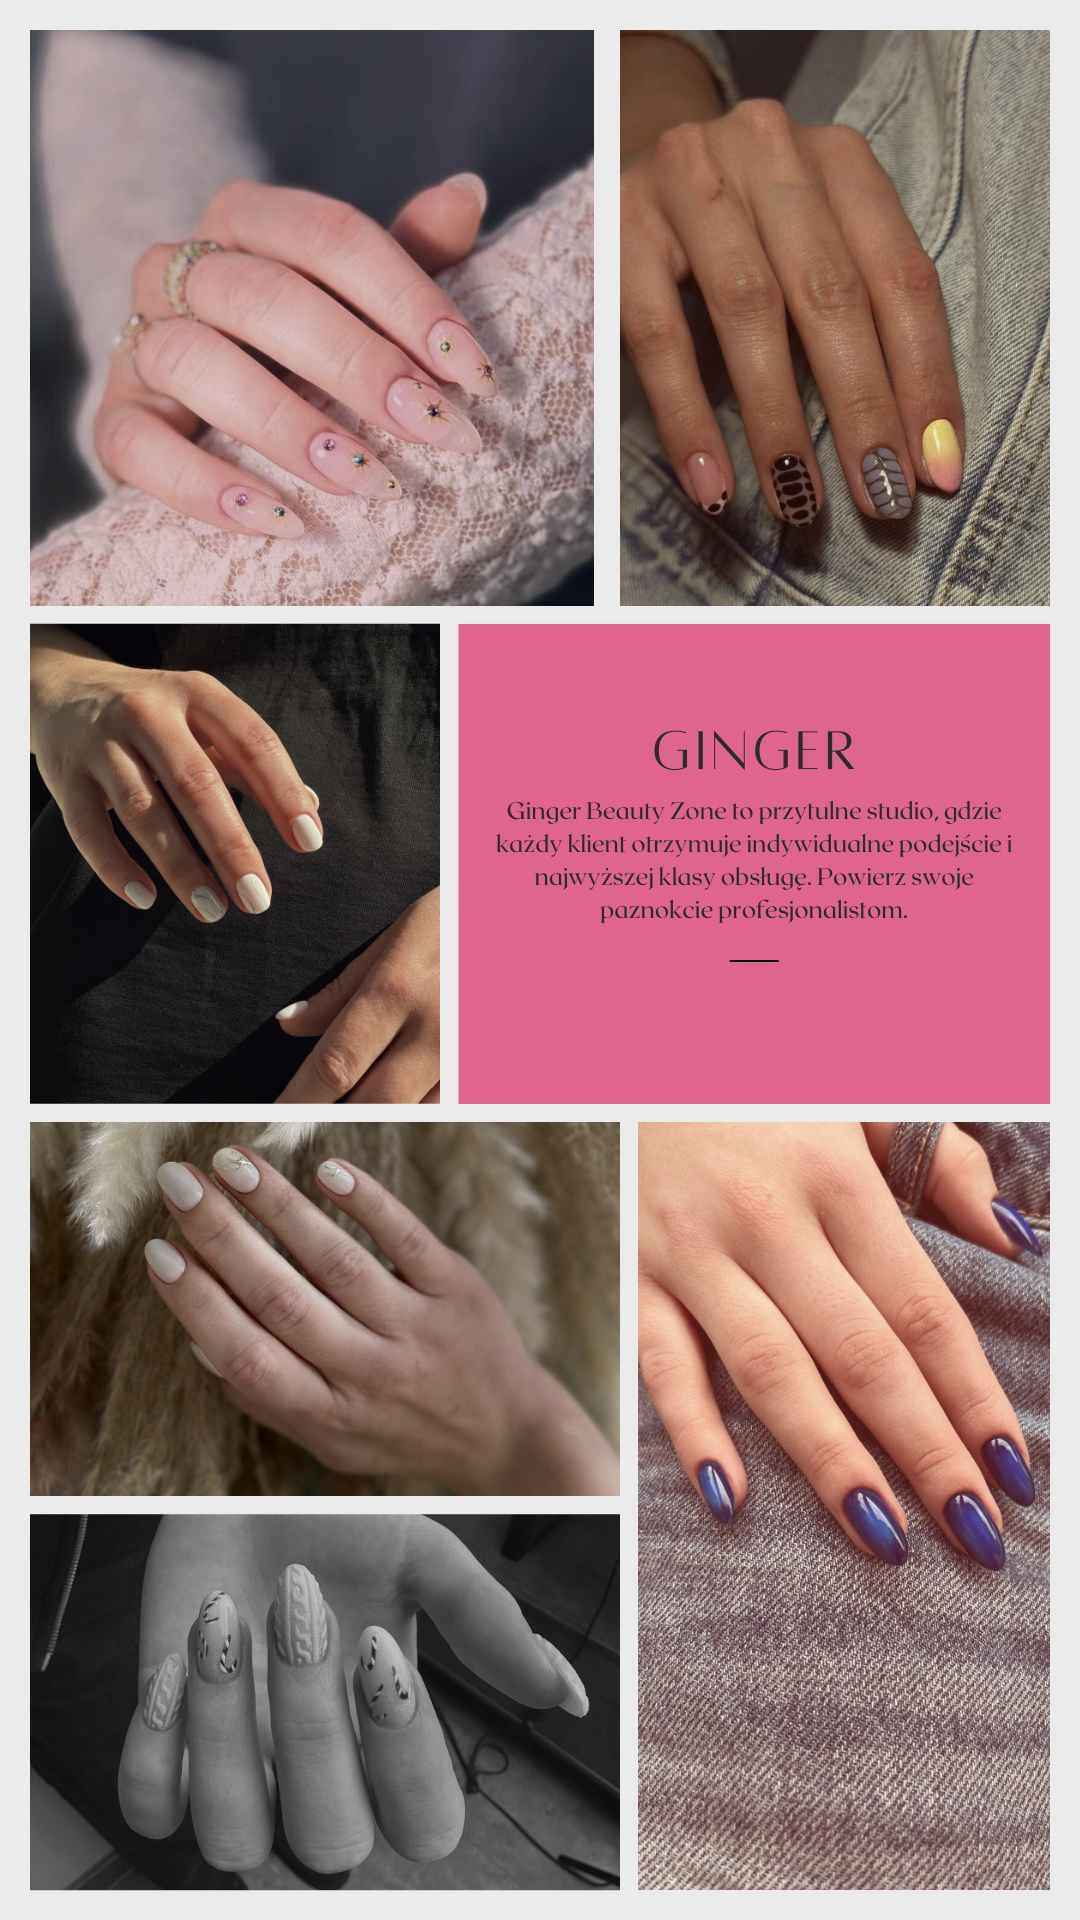 GINGER
Ginger Beauty Zone to przytulne studio, gdzie
każdy klient otrzymuje indywidualne podejście i
najwyższej klasy obsługę. Powierz swoje
paznokcie profesjonalistom.